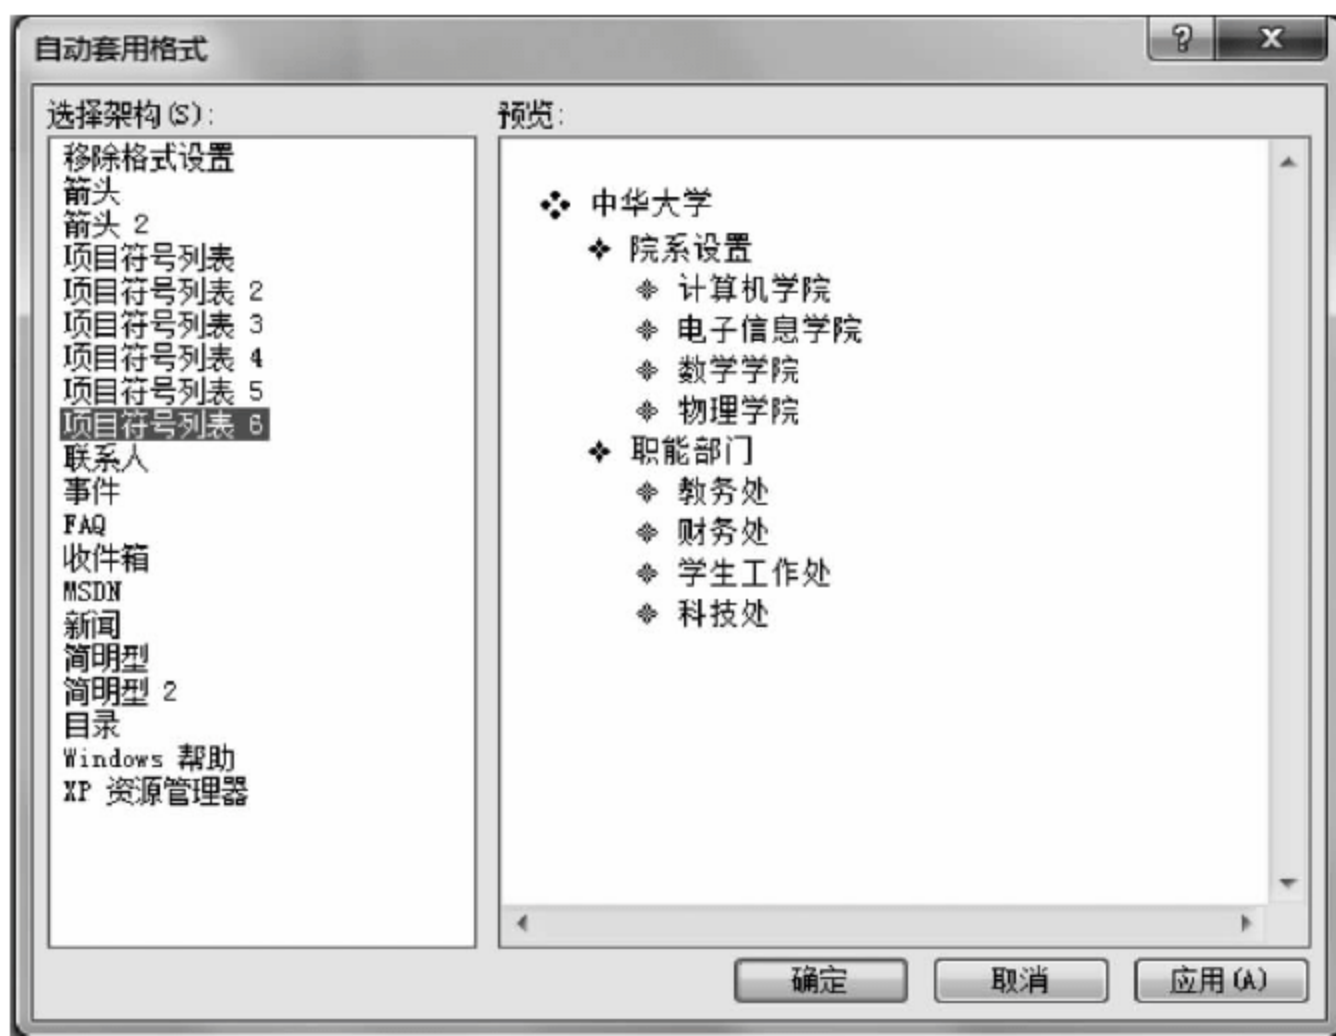 自动套用格式
选择架构(S):
移除格式设置
箭头
箭头 2
项目符号列表
项目符号列表 2
项目符号列表 3
项目符号列表 4
项目符号列表 5
项目符号列表 6
联系人
事件
FAQ
收件箱
MSDN
新闻
简明型
简明型 2
目录
Windows 帮助
XP 资源管理器
预览:
中华大学
院系设置
计算机学院
电子信息学院
数学学院
物理学院
职能部门
教务处
财务处
学生工作处
科技处
确定
取消
应用(A)